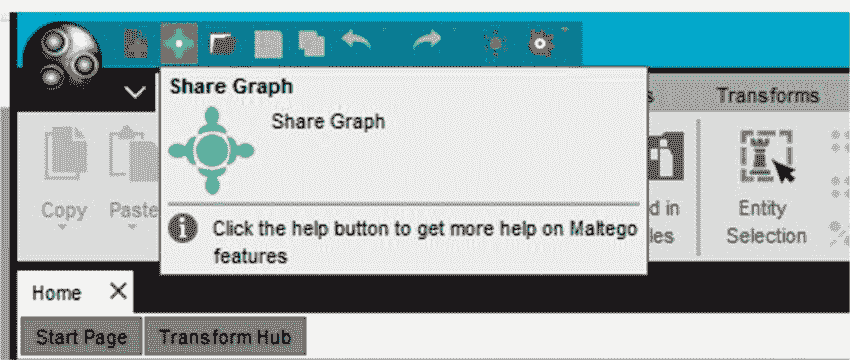 Share Graph
Share Graph
Transforms
Copy
Paste
d in
Entity
les
Selection
Click the help button to get more help on Maltego
features
Home
Start Page
Transform Hub